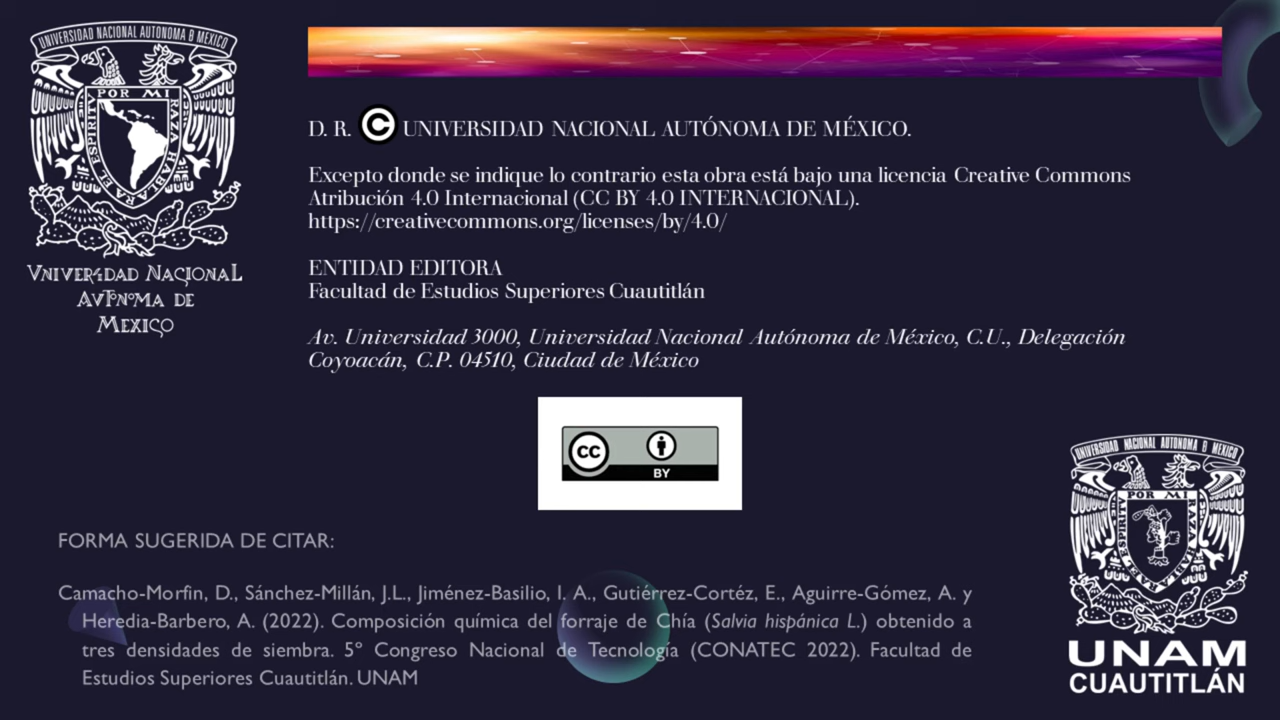 UNIVERSIDAD NACIONAL AUTONOMA DE MEXICO
POR MI RAZA HABLARA EL ESPIRITU
VNIVERSIDAD NACIONAL
AVTᵒNᵒMA DE
MEXICO
D. R. © UNIVERSIDAD NACIONAL AUTÓNOMA DE MÉXICO.
Excepto donde se indique lo contrario esta obra está bajo una licencia Creative Commons
Atribución 4.0 Internacional (CC BY 4.0 INTERNACIONAL).
https://creativecommons.org/licenses/by/4.0/
ENTIDAD EDITORA
Facultad de Estudios Superiores Cuautitlán
Av. Universidad 3000, Universidad Nacional Autónoma de México, C.U., Delegación
Coyoacán, C.P. 04510, Ciudad de México
CC
BY
FORMA SUGERIDA DE CITAR:
Camacho-Morfin, D., Sánchez-Millán, J.L., Jiménez-Basilio, I. A., Gutiérrez-Cortéz, E., Aguirre-Gómez, A. y
Heredia-Barbero, A. (2022). Composición química del forraje de Chía (Salvia hispánica L.) obtenido a
tres densidades de siembra. 5º Congreso Nacional de Tecnología (CONATEC 2022). Facultad de
Estudios Superiores Cuautitlán. UNAM
UNIVERSIDAD NACIONAL AUTONOMA DE MEXICO
POR MI RAZA
ESPIRITU
UNAM
CUAUTITLÁN